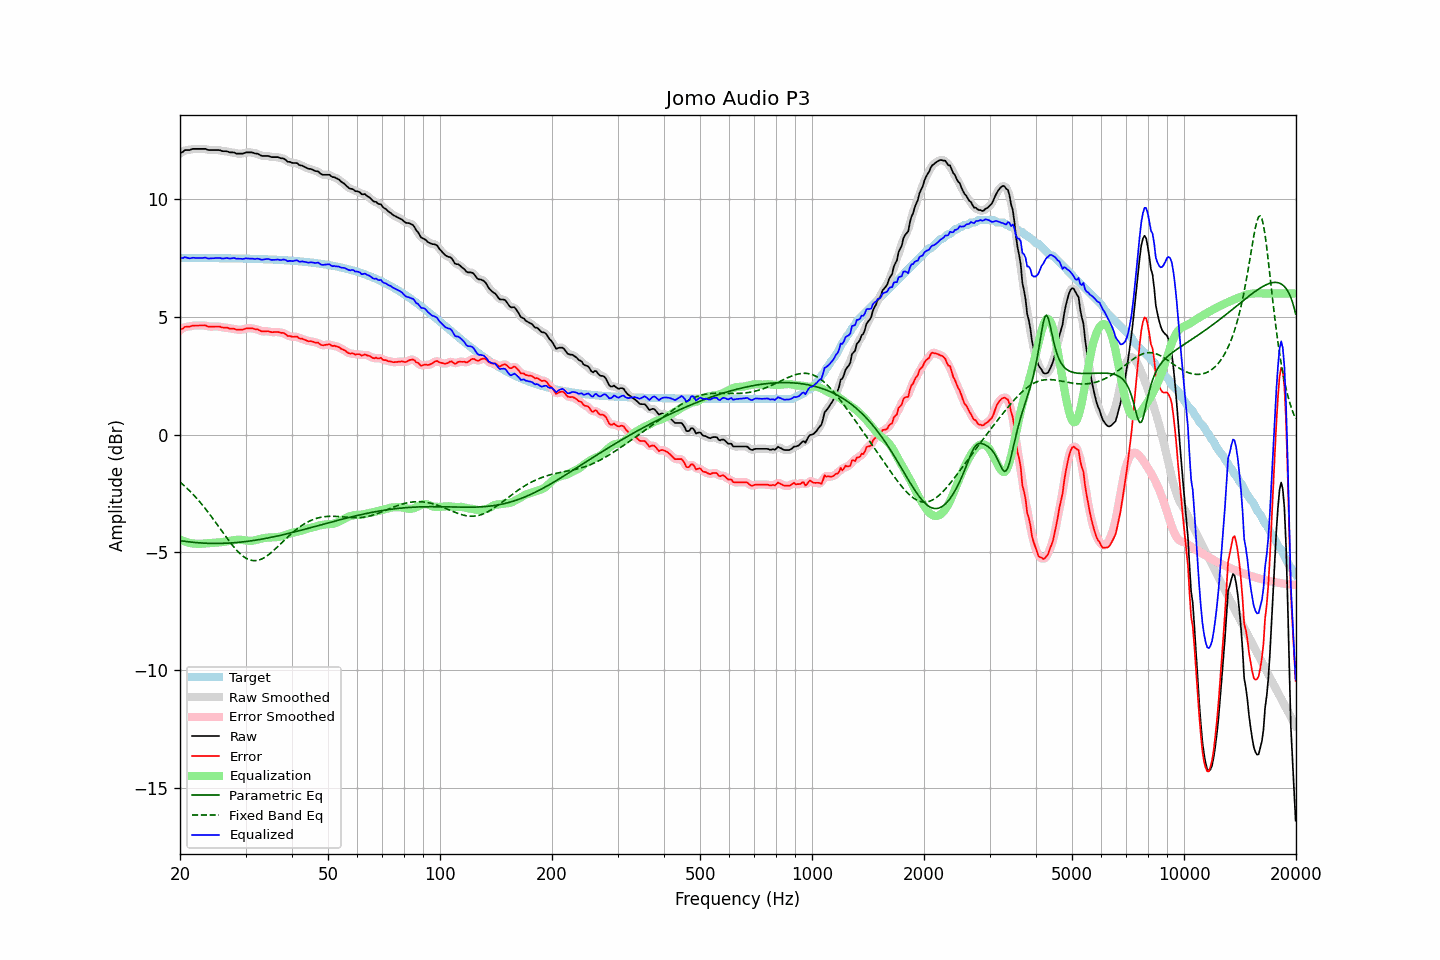 Jomo Audio P3
Amplitude (dBr)
10
5
0
−5
−10
−15
Target
Raw Smoothed
Error Smoothed
Raw
Error
Equalization
Parametric Eq
Fixed Band Eq
Equalized
20 50 100 200 500 1000 2000 5000 10000 20000
Frequency (Hz)